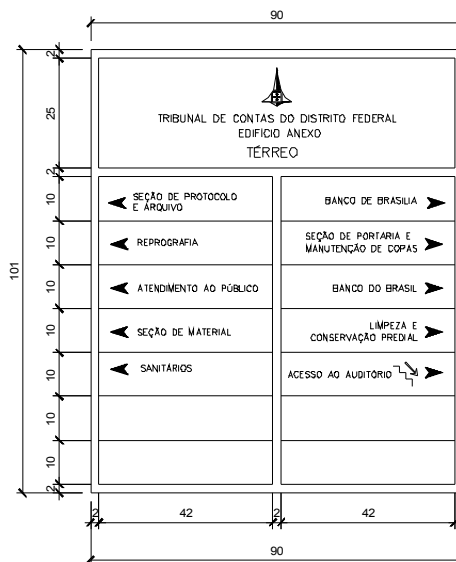 90
2
25
TRIBUNAL DE CONTAS DO DISTRITO FEDERAL
EDIFÍCIO ANEXO
TÉRREO
2
101
10
SEÇÃO DE PROTOCOLO
E ARQUIVO
BANCO DE BRASILIA
10
REPROGRAFIA
SEÇÃO DE PORTARIA E
MANUTENÇÃO DE COPAS
10
ATENDIMENTO AO PÚBLICO
BANCO DO BRASIL
10
SEÇÃO DE MATERIAL
LIMPEZA E
CONSERVAÇÃO PREDIAL
10
SANITÁRIOS
ACESSO AO AUDITÓRIO
10
10
2
2 42 2 42
90